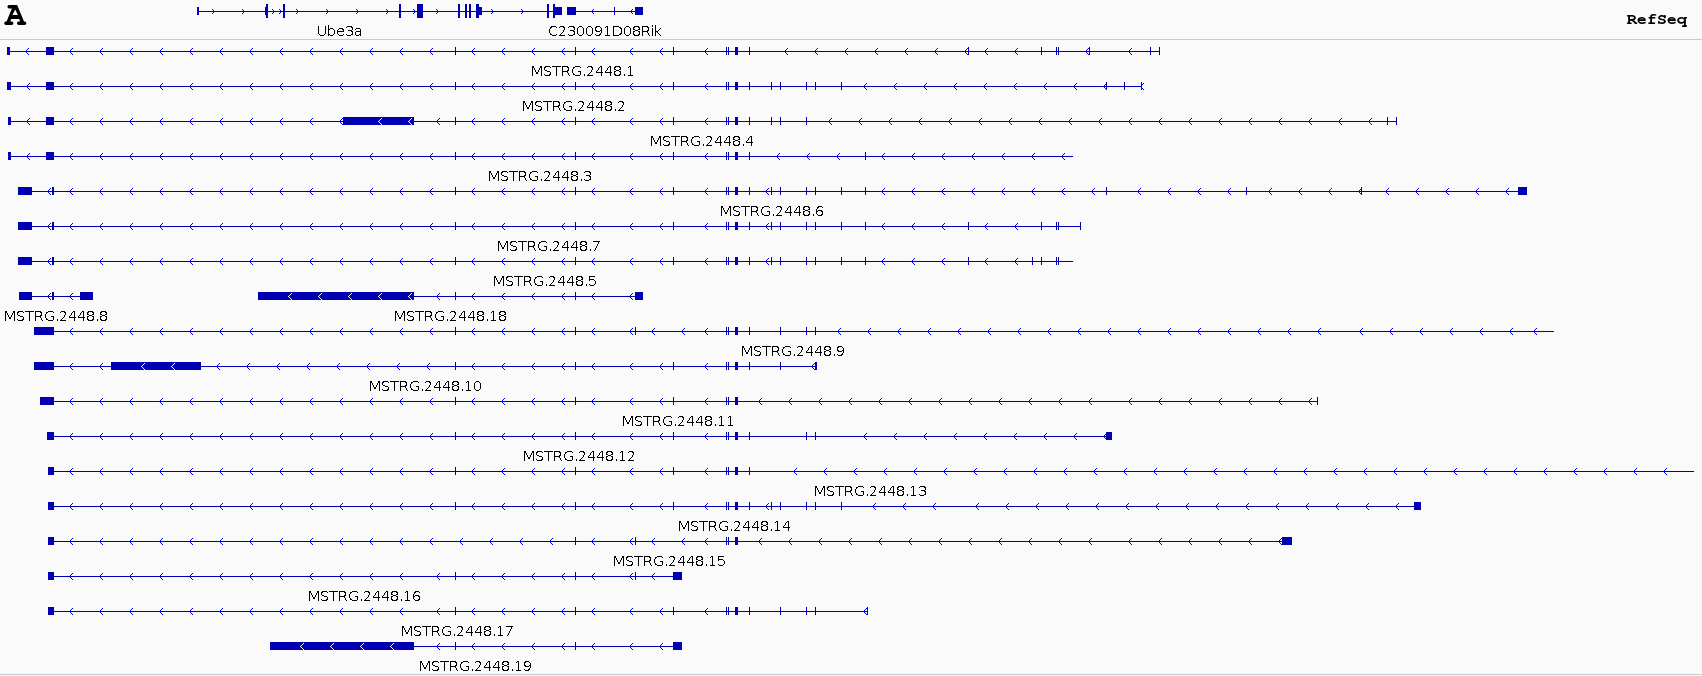 A
RefSeq
Ube3a C230091D08Rik
MSTRG.2448.1
MSTRG.2448.2
MSTRG.2448.4
MSTRG.2448.3
MSTRG.2448.6
MSTRG.2448.7
MSTRG.2448.5
MSTRG.2448.8 MSTRG.2448.18
MSTRG.2448.9
MSTRG.2448.10
MSTRG.2448.11
MSTRG.2448.12
MSTRG.2448.13
MSTRG.2448.14
MSTRG.2448.15
MSTRG.2448.16
MSTRG.2448.17
MSTRG.2448.19